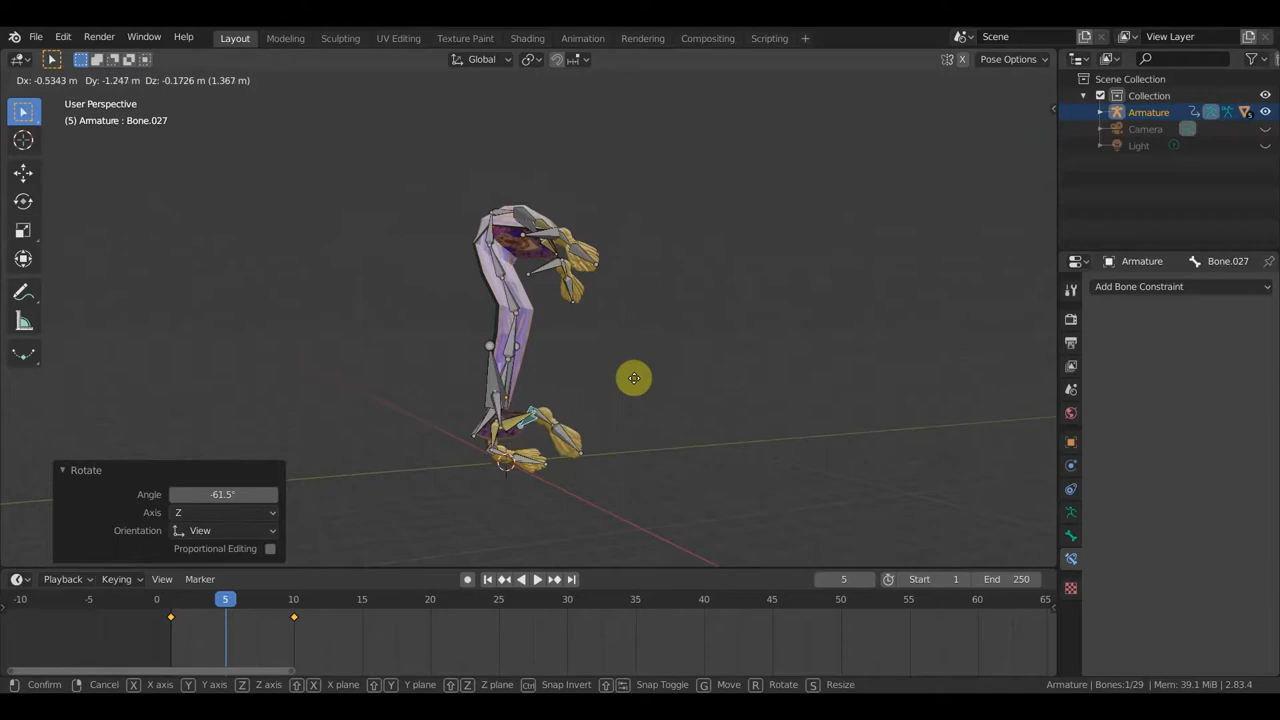 File Edit Render Window Help Layout Modeling Sculpting UV Editing Texture Paint Shading Animation Rendering Compositing Scripting + Scene View Layer
Global X Pose Options
Dx: -0.5343 m Dy: -1.247 m Dz: -0.1726 m (1.367 m)
User Perspective
(5) Armature : Bone.027
Scene Collection
Collection
Armature 5
Camera
Light
Armature Bone.027
Add Bone Constraint
Rotate
Angle -61.5°
Axis Z
Orientation View
Proportional Editing
Playback Keying View Marker 5 Start 1 End 250
-10 -5 0 5 10 15 20 25 30 35 40 45 50 55 60 65
Confirm Cancel X X axis Y Y axis Z Z axis X X plane Y Y plane Z Z plane Ctrl Snap Invert Snap Toggle G Move R Rotate S Resize Armature | Bones:1/29 | Mem: 39.1 MiB | 2.83.4